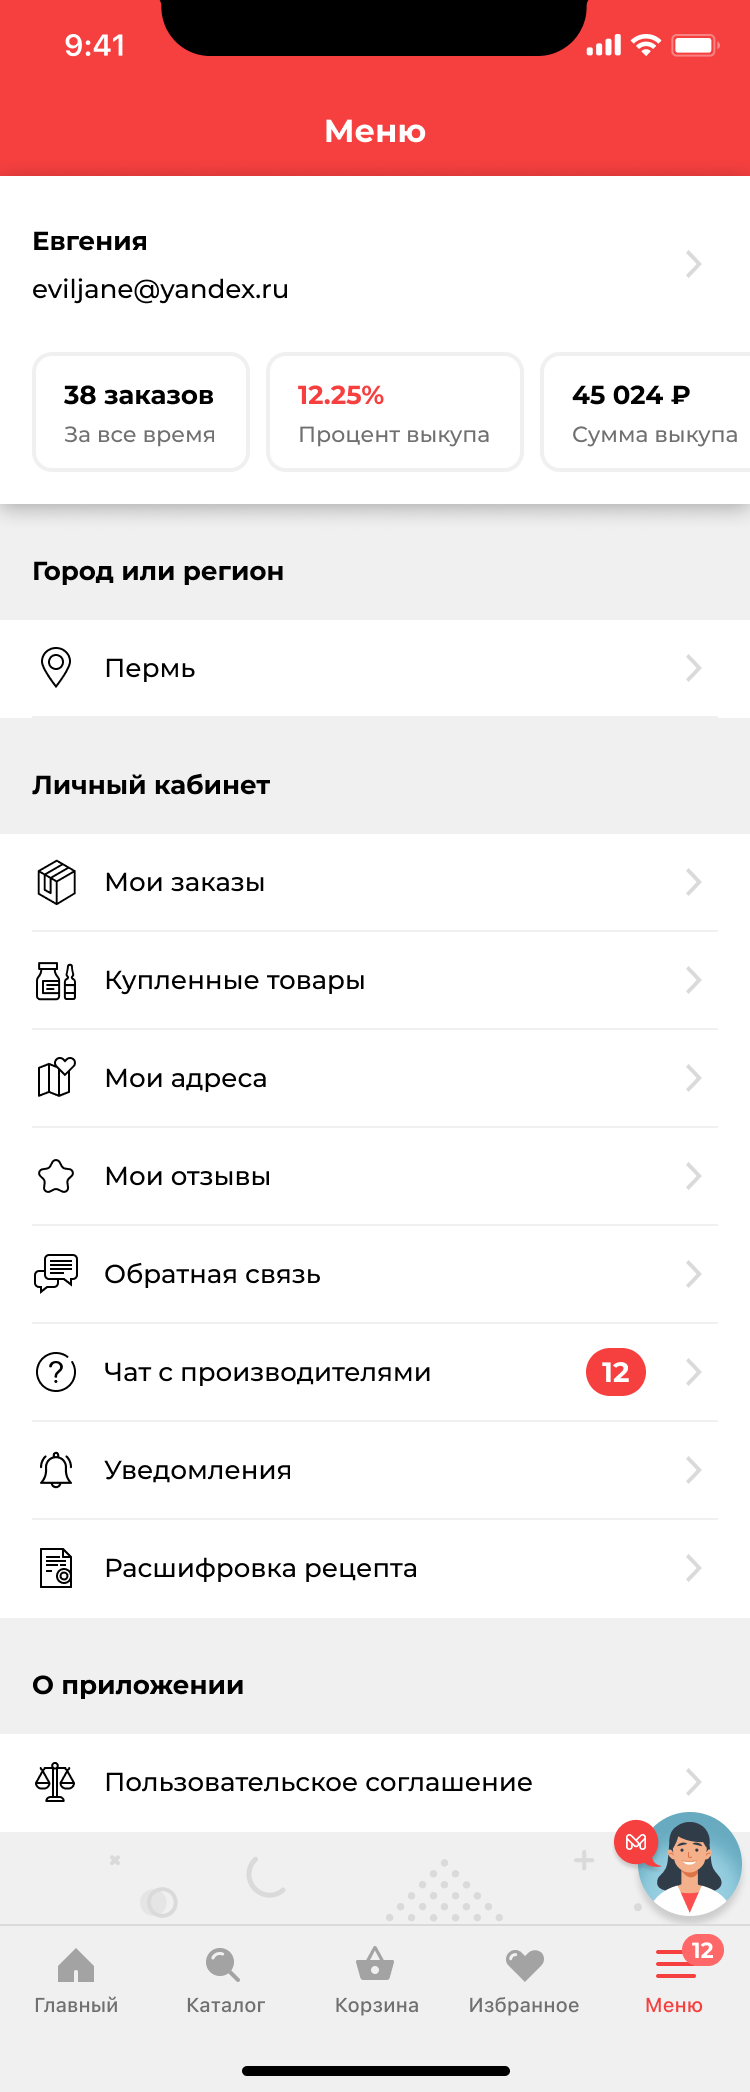 9:41
Меню
Евгения
eviljane@yandex.ru
38 заказов
За все время
12.25%
Процент выкупа
45 024 ₽
Сумма выкупа
Город или регион
Пермь
Личный кабинет
Мои заказы
Купленные товары
Мои адреса
Мои отзывы
Обратная связь
Чат с производителями
12
Уведомления
Расшифровка рецепта
О приложении
Пользовательское соглашение
12
Главный
Каталог
Корзина
Избранное
Меню